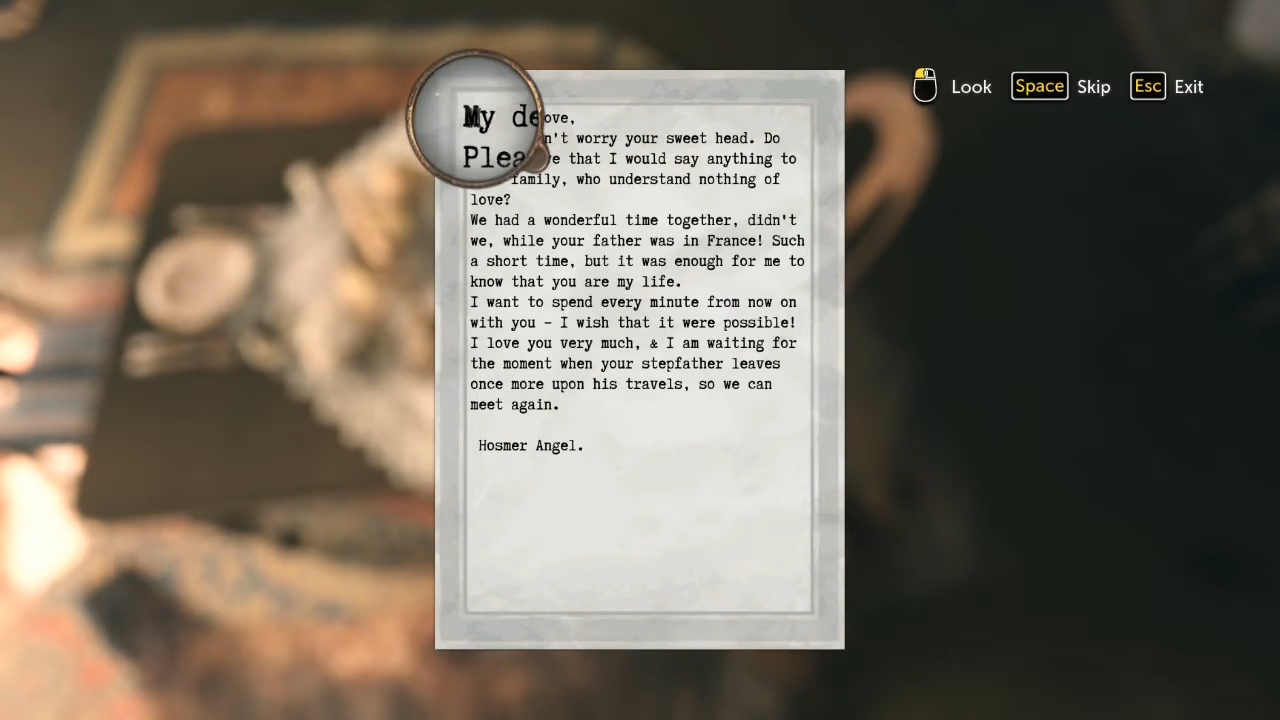 My de ove,
Plea n't worry your sweet head. Do
ve that I would say anything to
family, who understand nothing of
love?
We had a wonderful time together, didn't
we, while your father was in France! Such
a short time, but it was enough for me to
know that you are my life.
I want to spend every minute from now on
with you – I wish that it were possible!
I love you very much, & I am waiting for
the moment when your stepfather leaves
once more upon his travels, so we can
meet again.
Hosmer Angel.
Look Space Skip Esc Exit